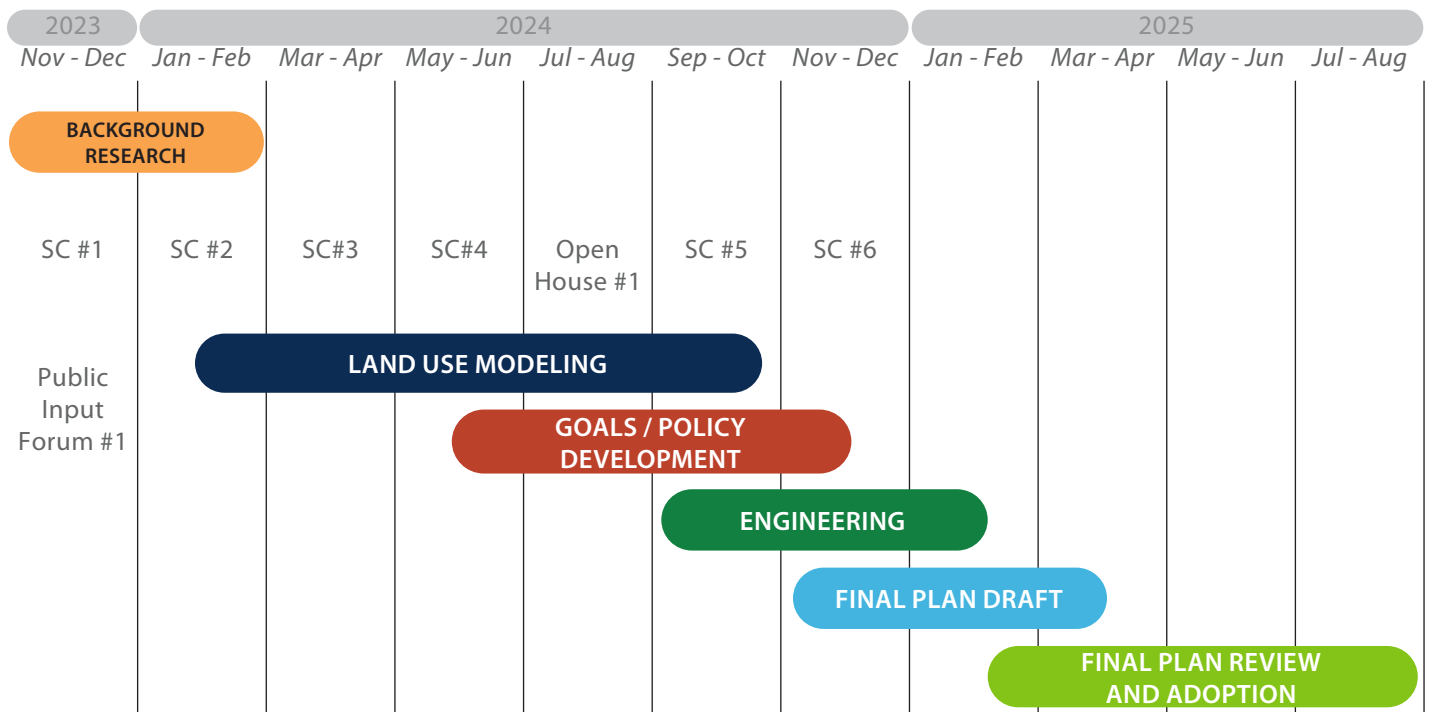 2023
2024
2025
Nov - Dec
Jan - Feb
Mar - Apr
May - Jun
Jul - Aug
Sep - Oct
Nov - Dec
Jan - Feb
Mar - Apr
May - Jun
Jul - Aug
BACKGROUND
RESEARCH
SC #1
SC #2
SC#3
SC#4
Open
House #1
SC #5
SC #6
Public
Input
Forum #1
LAND USE MODELING
GOALS / POLICY
DEVELOPMENT
ENGINEERING
FINAL PLAN DRAFT
FINAL PLAN REVIEW
AND ADOPTION